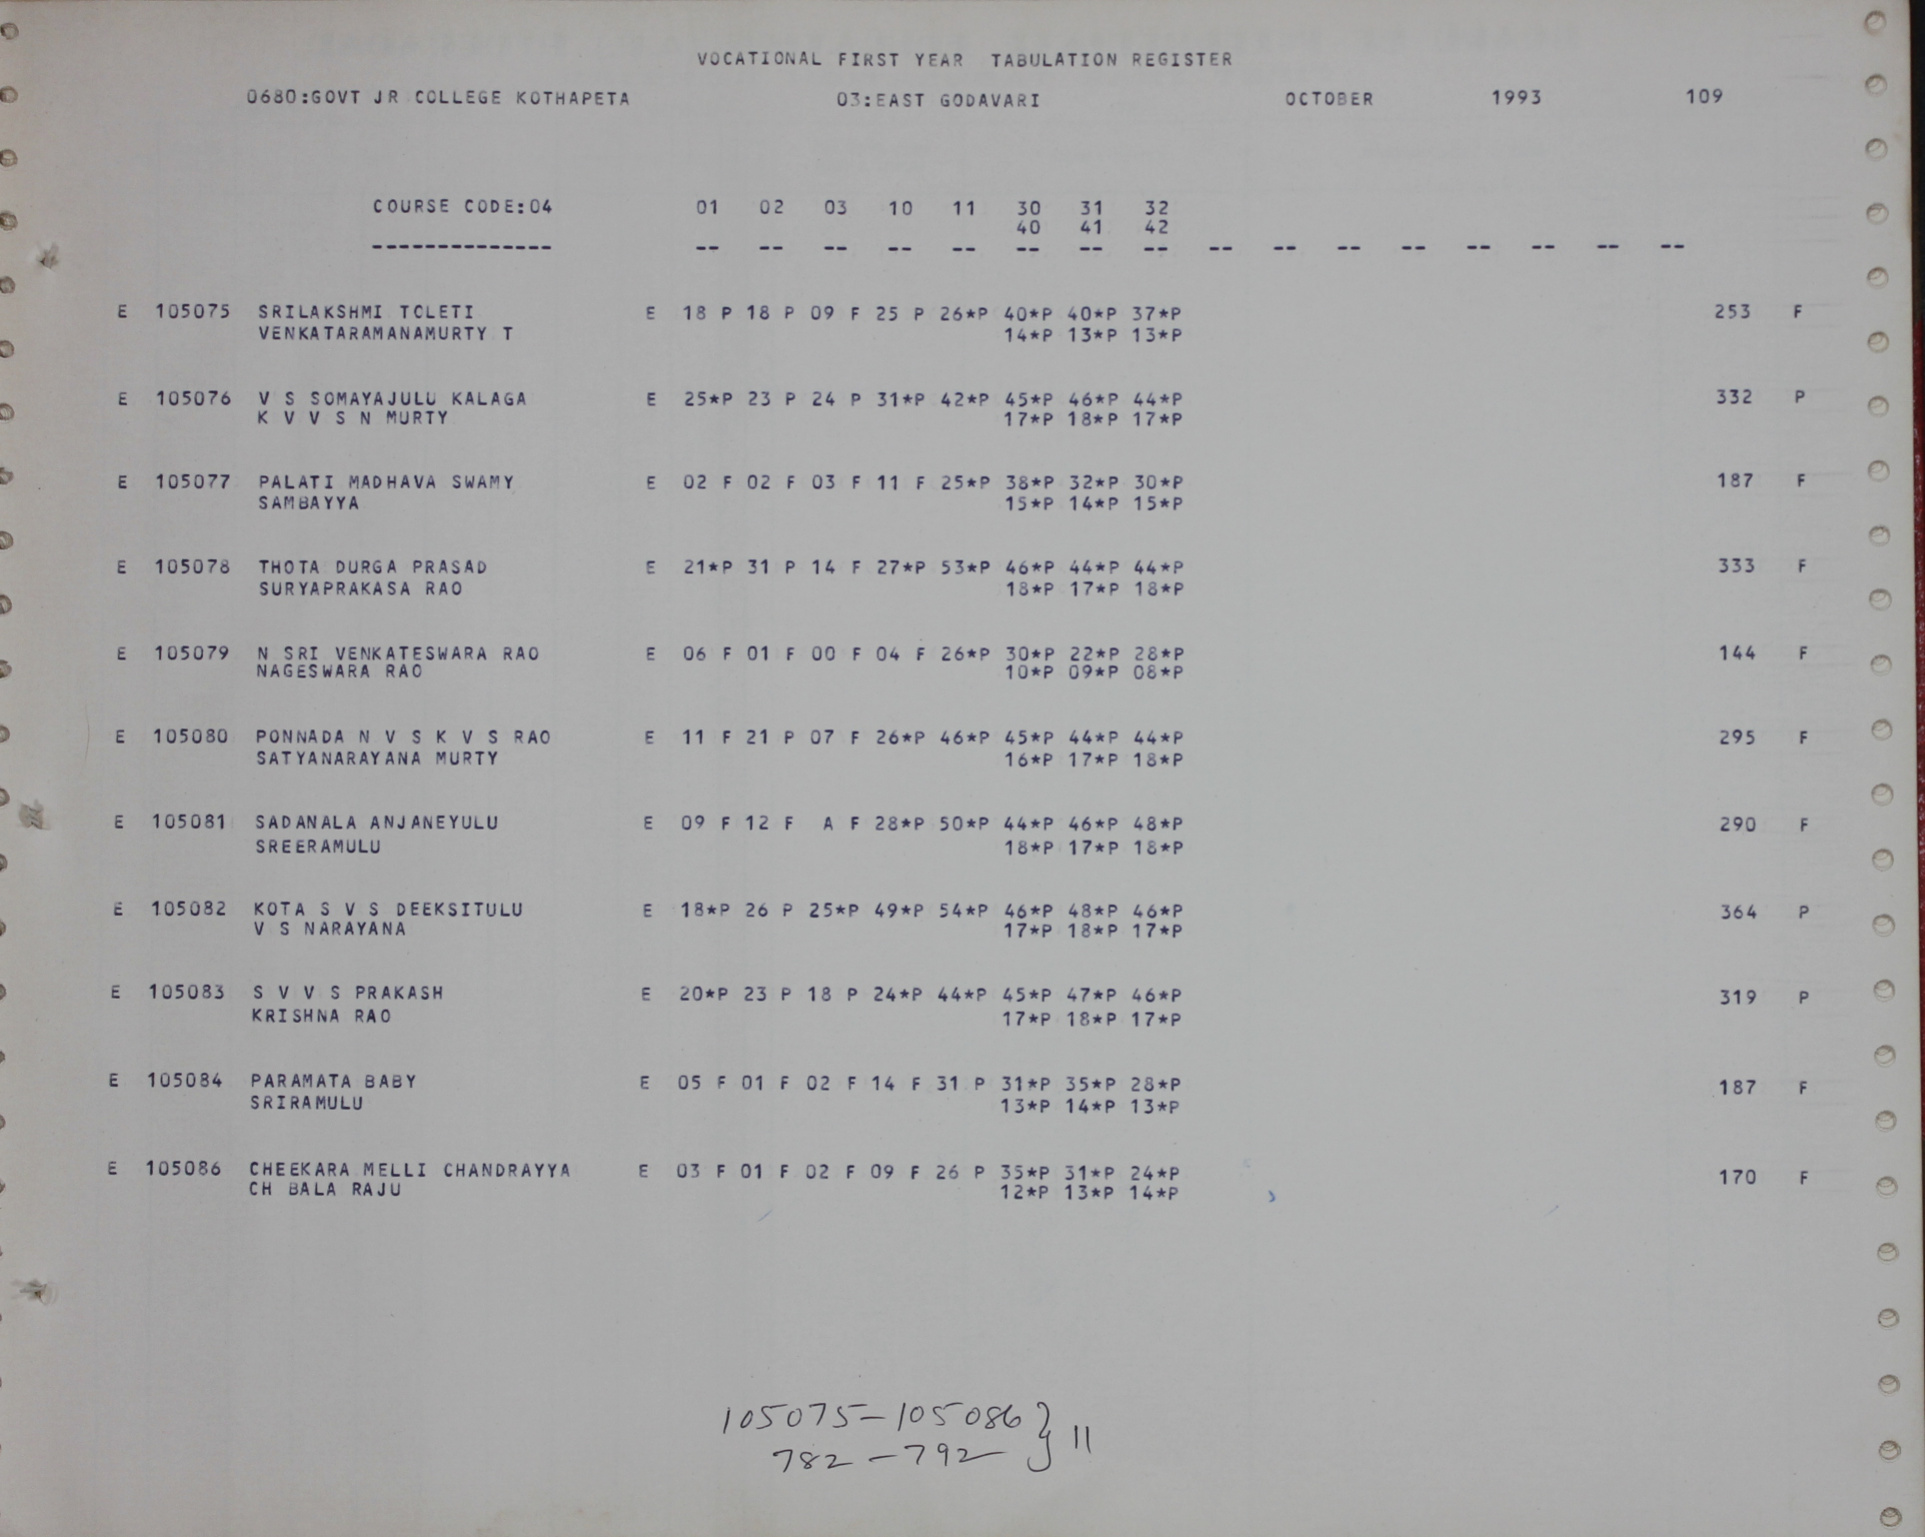 VOCATIONAL FIRST YEAR TABULATION REGISTER
0680:GOVT JR COLLEGE KOTHAPETA 03:EAST GODAVARI OCTOBER 1993 109
COURSE CODE:04 01 02 03 10 11 30 31 32
40 41 42
-------------- -- -- -- -- -- -- -- -- -- -- -- -- -- -- -- --
E 105075 SRILAKSHMI TOLETI E 18 P 18 P 09 F 25 P 26*P 40*P 40*P 37*P 253 F
VENKATARAMANAMURTY T 14*P 13*P 13*P
E 105076 V S SOMAYAJULU KALAGA E 25*P 23 P 24 P 31*P 42*P 45*P 46*P 44*P 332 P
K V V S N MURTY 17*P 18*P 17*P
E 105077 PALATI MADHAVA SWAMY E 02 F 02 F 03 F 11 F 25*P 38*P 32*P 30*P 187 F
SAMBAYYA 15*P 14*P 15*P
E 105078 THOTA DURGA PRASAD E 21*P 31 P 14 F 27*P 53*P 46*P 44*P 44*P 333 F
SURYAPRAKASA RAO 18*P 17*P 18*P
E 105079 N SRI VENKATESWARA RAO E 06 F 01 F 00 F 04 F 26*P 30*P 22*P 28*P 144 F
NAGESWARA RAO 10*P 09*P 08*P
E 105080 PONNADA N V S K V S RAO E 11 F 21 P 07 F 26*P 46*P 45*P 44*P 44*P 295 F
SATYANARAYANA MURTY 16*P 17*P 18*P
E 105081 SADANALA ANJANEYULU E 09 F 12 F A F 28*P 50*P 44*P 46*P 48*P 290 F
SREERAMULU 18*P 17*P 18*P
E 105082 KOTA S V S DEEKSITULU E 18*P 26 P 25*P 49*P 54*P 46*P 48*P 46*P 364 P
V S NARAYANA 17*P 18*P 17*P
E 105083 S V V S PRAKASH E 20*P 23 P 18 P 24*P 44*P 45*P 47*P 46*P 319 P
KRISHNA RAO 17*P 18*P 17*P
E 105084 PARAMATA BABY E 05 F 01 F 02 F 14 F 31 P 31*P 35*P 28*P 187 F
SRIRAMULU 13*P 14*P 13*P
E 105086 CHEEKARA MELLI CHANDRAYYA E 03 F 01 F 02 F 09 F 26 P 35*P 31*P 24*P 170 F
CH BALA RAJU 12*P 13*P 14*P
105075-105086 } 11
782-792